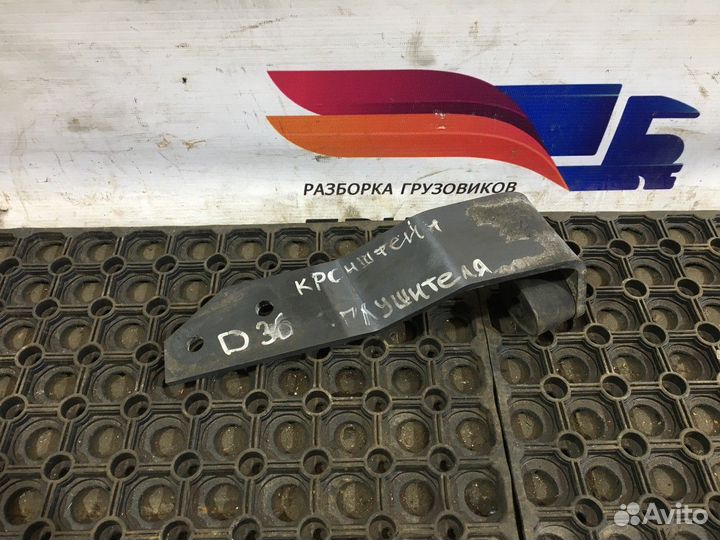 РАЗБОРКА ГРУЗОВИКОВ
КРОНШТЕЙН
ГЛУШИТЕЛЯ
D 36
Avito